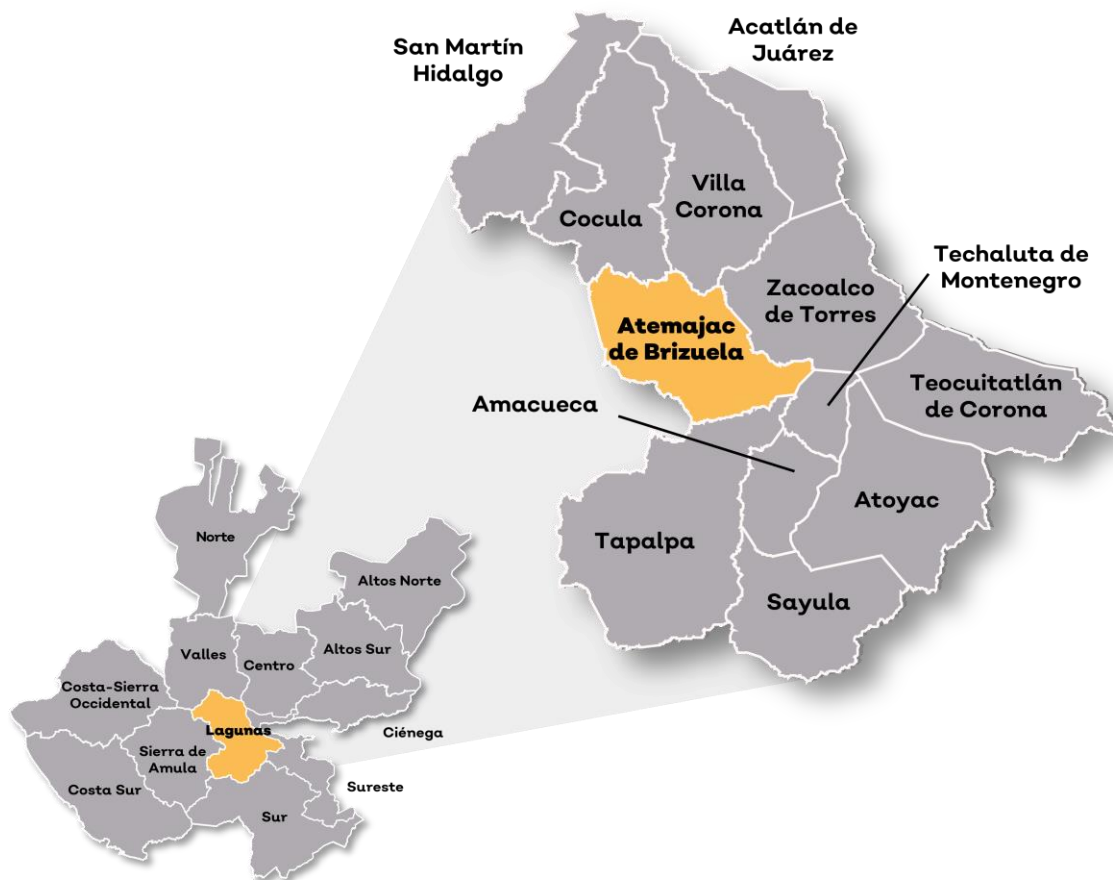 San Martín
Hidalgo
Acatlán de
Juárez
Villa
Corona
Cocula
Techaluta de
Montenegro
Zacoalco
de Torres
Atemajac
de Brizuela
Teocuitatlán
de Corona
Amacueca
Atoyac
Tapalpa
Sayula
Norte
Altos Norte
Altos Sur
Valles
Centro
Costa-Sierra
Occidental
Lagunas
Ciénega
Sierra de
Amula
Costa Sur
Sureste
Sur